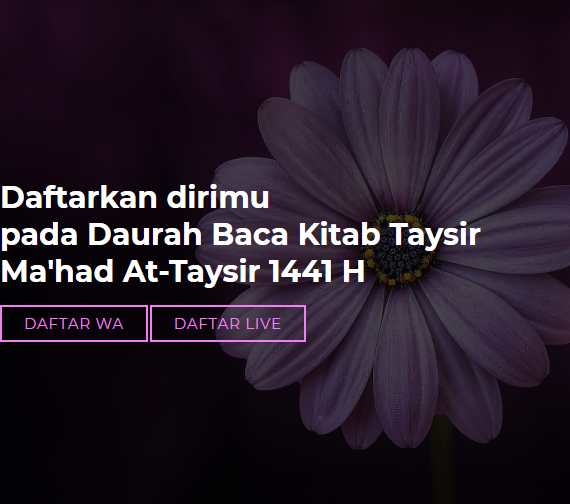 Daftarkan dirimu
pada Daurah Baca Kitab Taysir
Ma'had At-Taysir 1441 H
DAFTAR WA DAFTAR LIVE